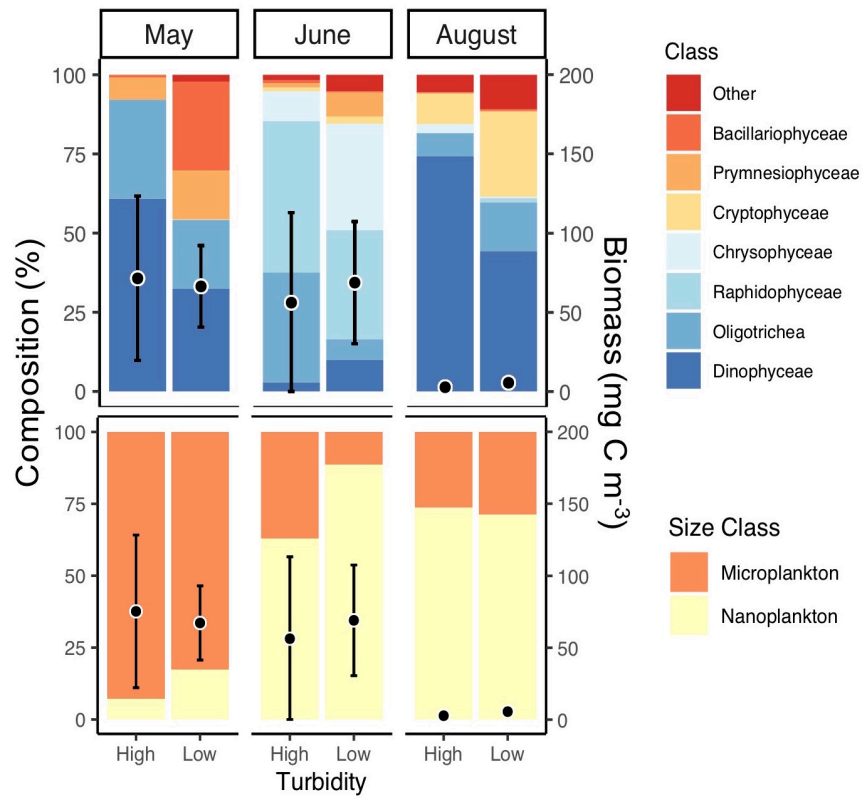 May June August
Composition (%)
100
75
50
25
0
200
150
100
50
0
100
75
50
25
0
200
150
100
50
0
Biomass (mg C m⁻³)
High Low High Low High Low
Turbidity
Class
Other
Bacillariophyceae
Prymnesiophyceae
Cryptophyceae
Chrysophyceae
Raphidophyceae
Oligotrichea
Dinophyceae
Size Class
Microplankton
Nanoplankton